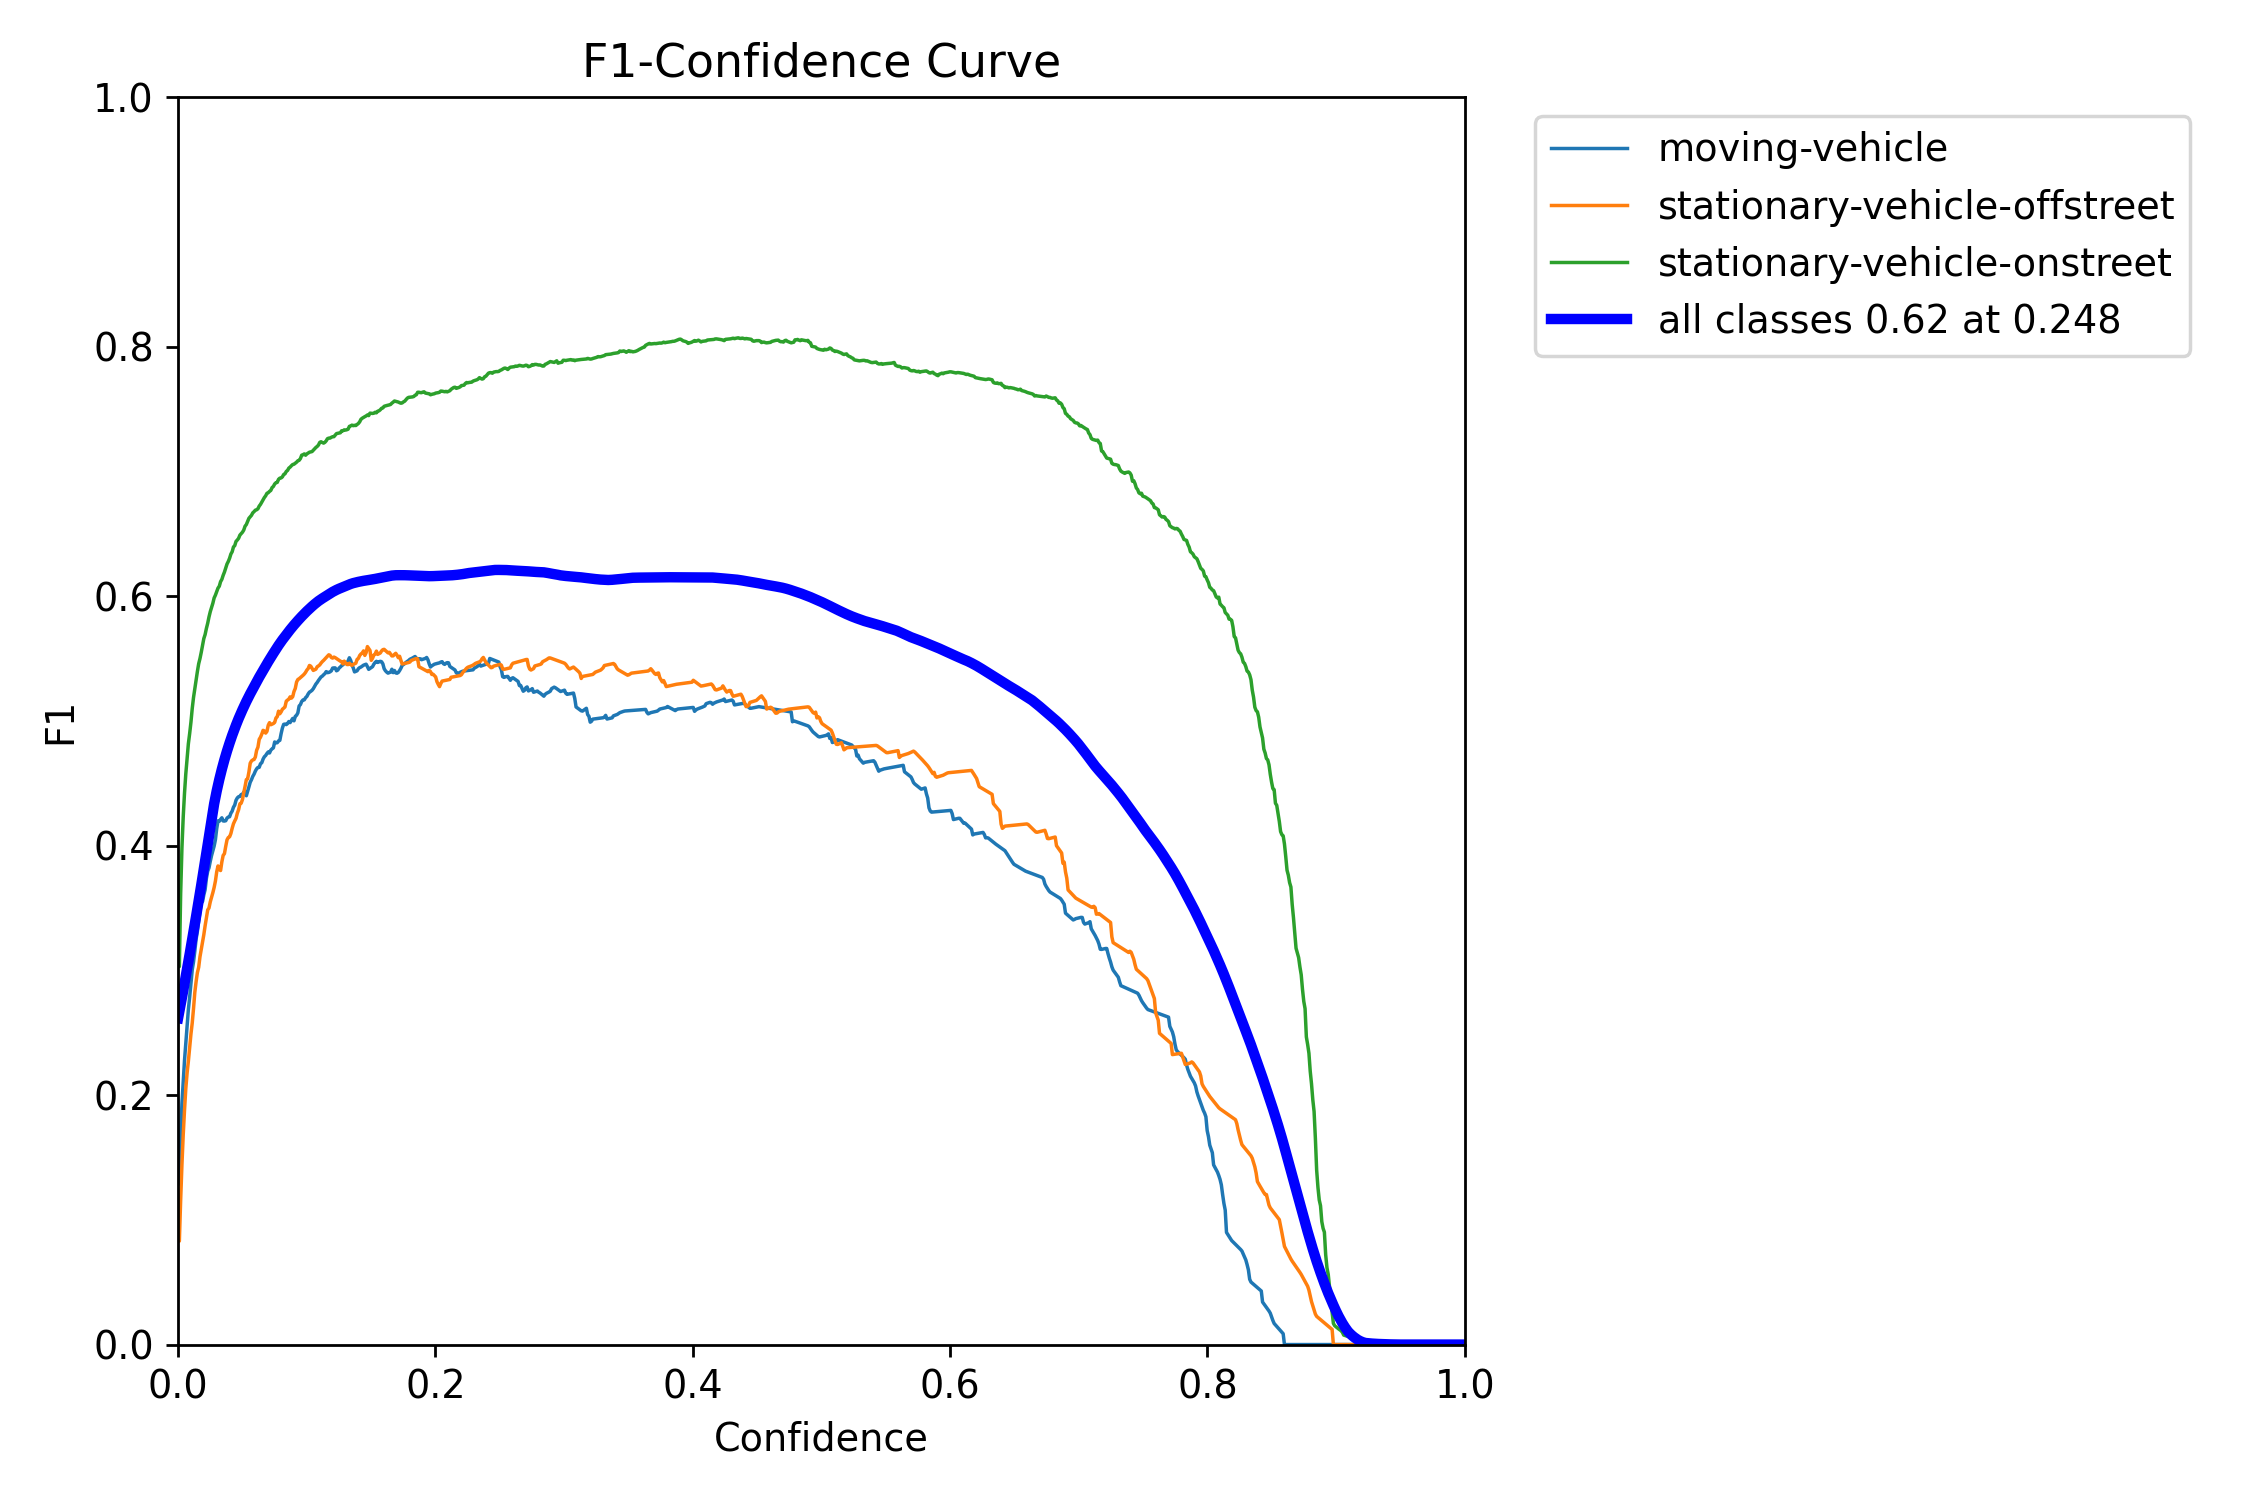 F1-Confidence Curve
1.0
0.8
0.6
0.4
0.2
0.0
F1
0.0 0.2 0.4 0.6 0.8 1.0
Confidence
moving-vehicle
stationary-vehicle-offstreet
stationary-vehicle-onstreet
all classes 0.62 at 0.248